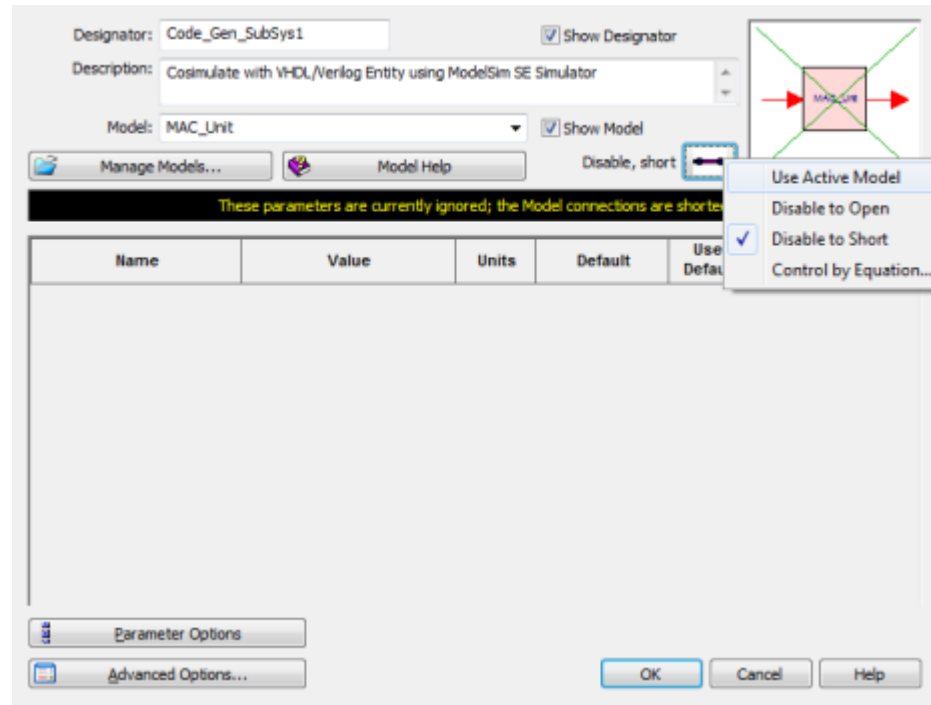 Designator: Code_Gen_SubSys1 Show Designator
Description: Cosimulate with VHDL/Verilog Entity using ModelSim SE Simulator
MAC_Unit
Model: MAC_Unit Show Model
Manage Models... Model Help Disable, short
Use Active Model
These parameters are currently ignored; the Model connections are shorte
Disable to Open
Disable to Short
Name Value Units Default Use Defau
Control by Equation...
Parameter Options
Advanced Options... OK Cancel Help